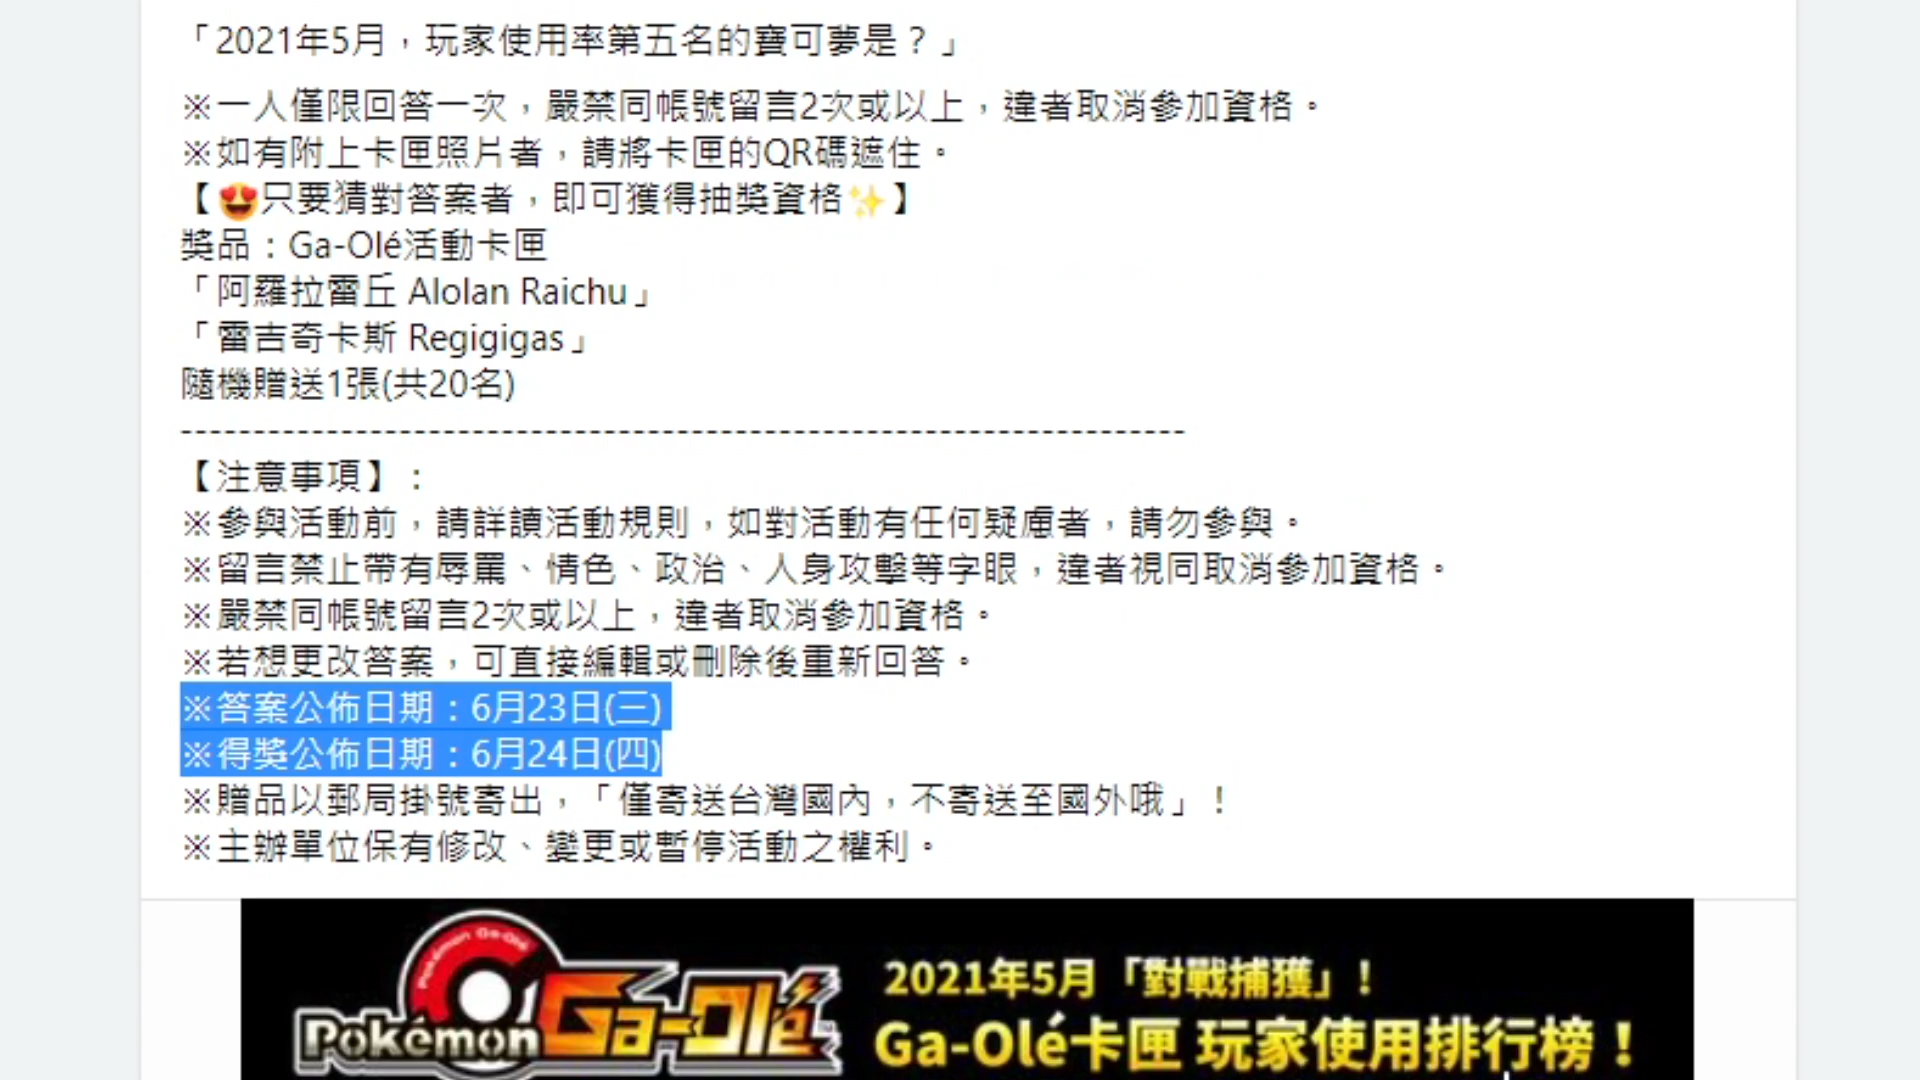 「2021年5月，玩家使用率第五名的寶可夢是？」
※一人僅限回答一次，嚴禁同帳號留言2次或以上，違者取消參加資格。
※如有附上卡匣照片者，請將卡匣的QR碼遮住。
【😍只要猜對答案者，即可獲得抽獎資格✨】
獎品：Ga-Olé活動卡匣
「阿羅拉雷丘 Alolan Raichu」
「雷吉奇卡斯 Regigigas」
隨機贈送1張(共20名)
---------------------------------------------------------------------
【注意事項】：
※參與活動前，請詳讀活動規則，如對活動有任何疑慮者，請勿參與。
※留言禁止帶有辱罵、情色、政治、人身攻擊等字眼，違者視同取消參加資格。
※嚴禁同帳號留言2次或以上，違者取消參加資格。
※若想更改答案，可直接編輯或刪除後重新回答。
※答案公佈日期：6月23日(三)
※得獎公佈日期：6月24日(四)
※贈品以郵局掛號寄出，「僅寄送台灣國內，不寄送至國外哦」！
※主辦單位保有修改、變更或暫停活動之權利。
Pokémon Ga-Olé
Pokémon Ga-Olé
2021年5月「對戰捕獲」！
Ga-Olé卡匣 玩家使用排行榜！